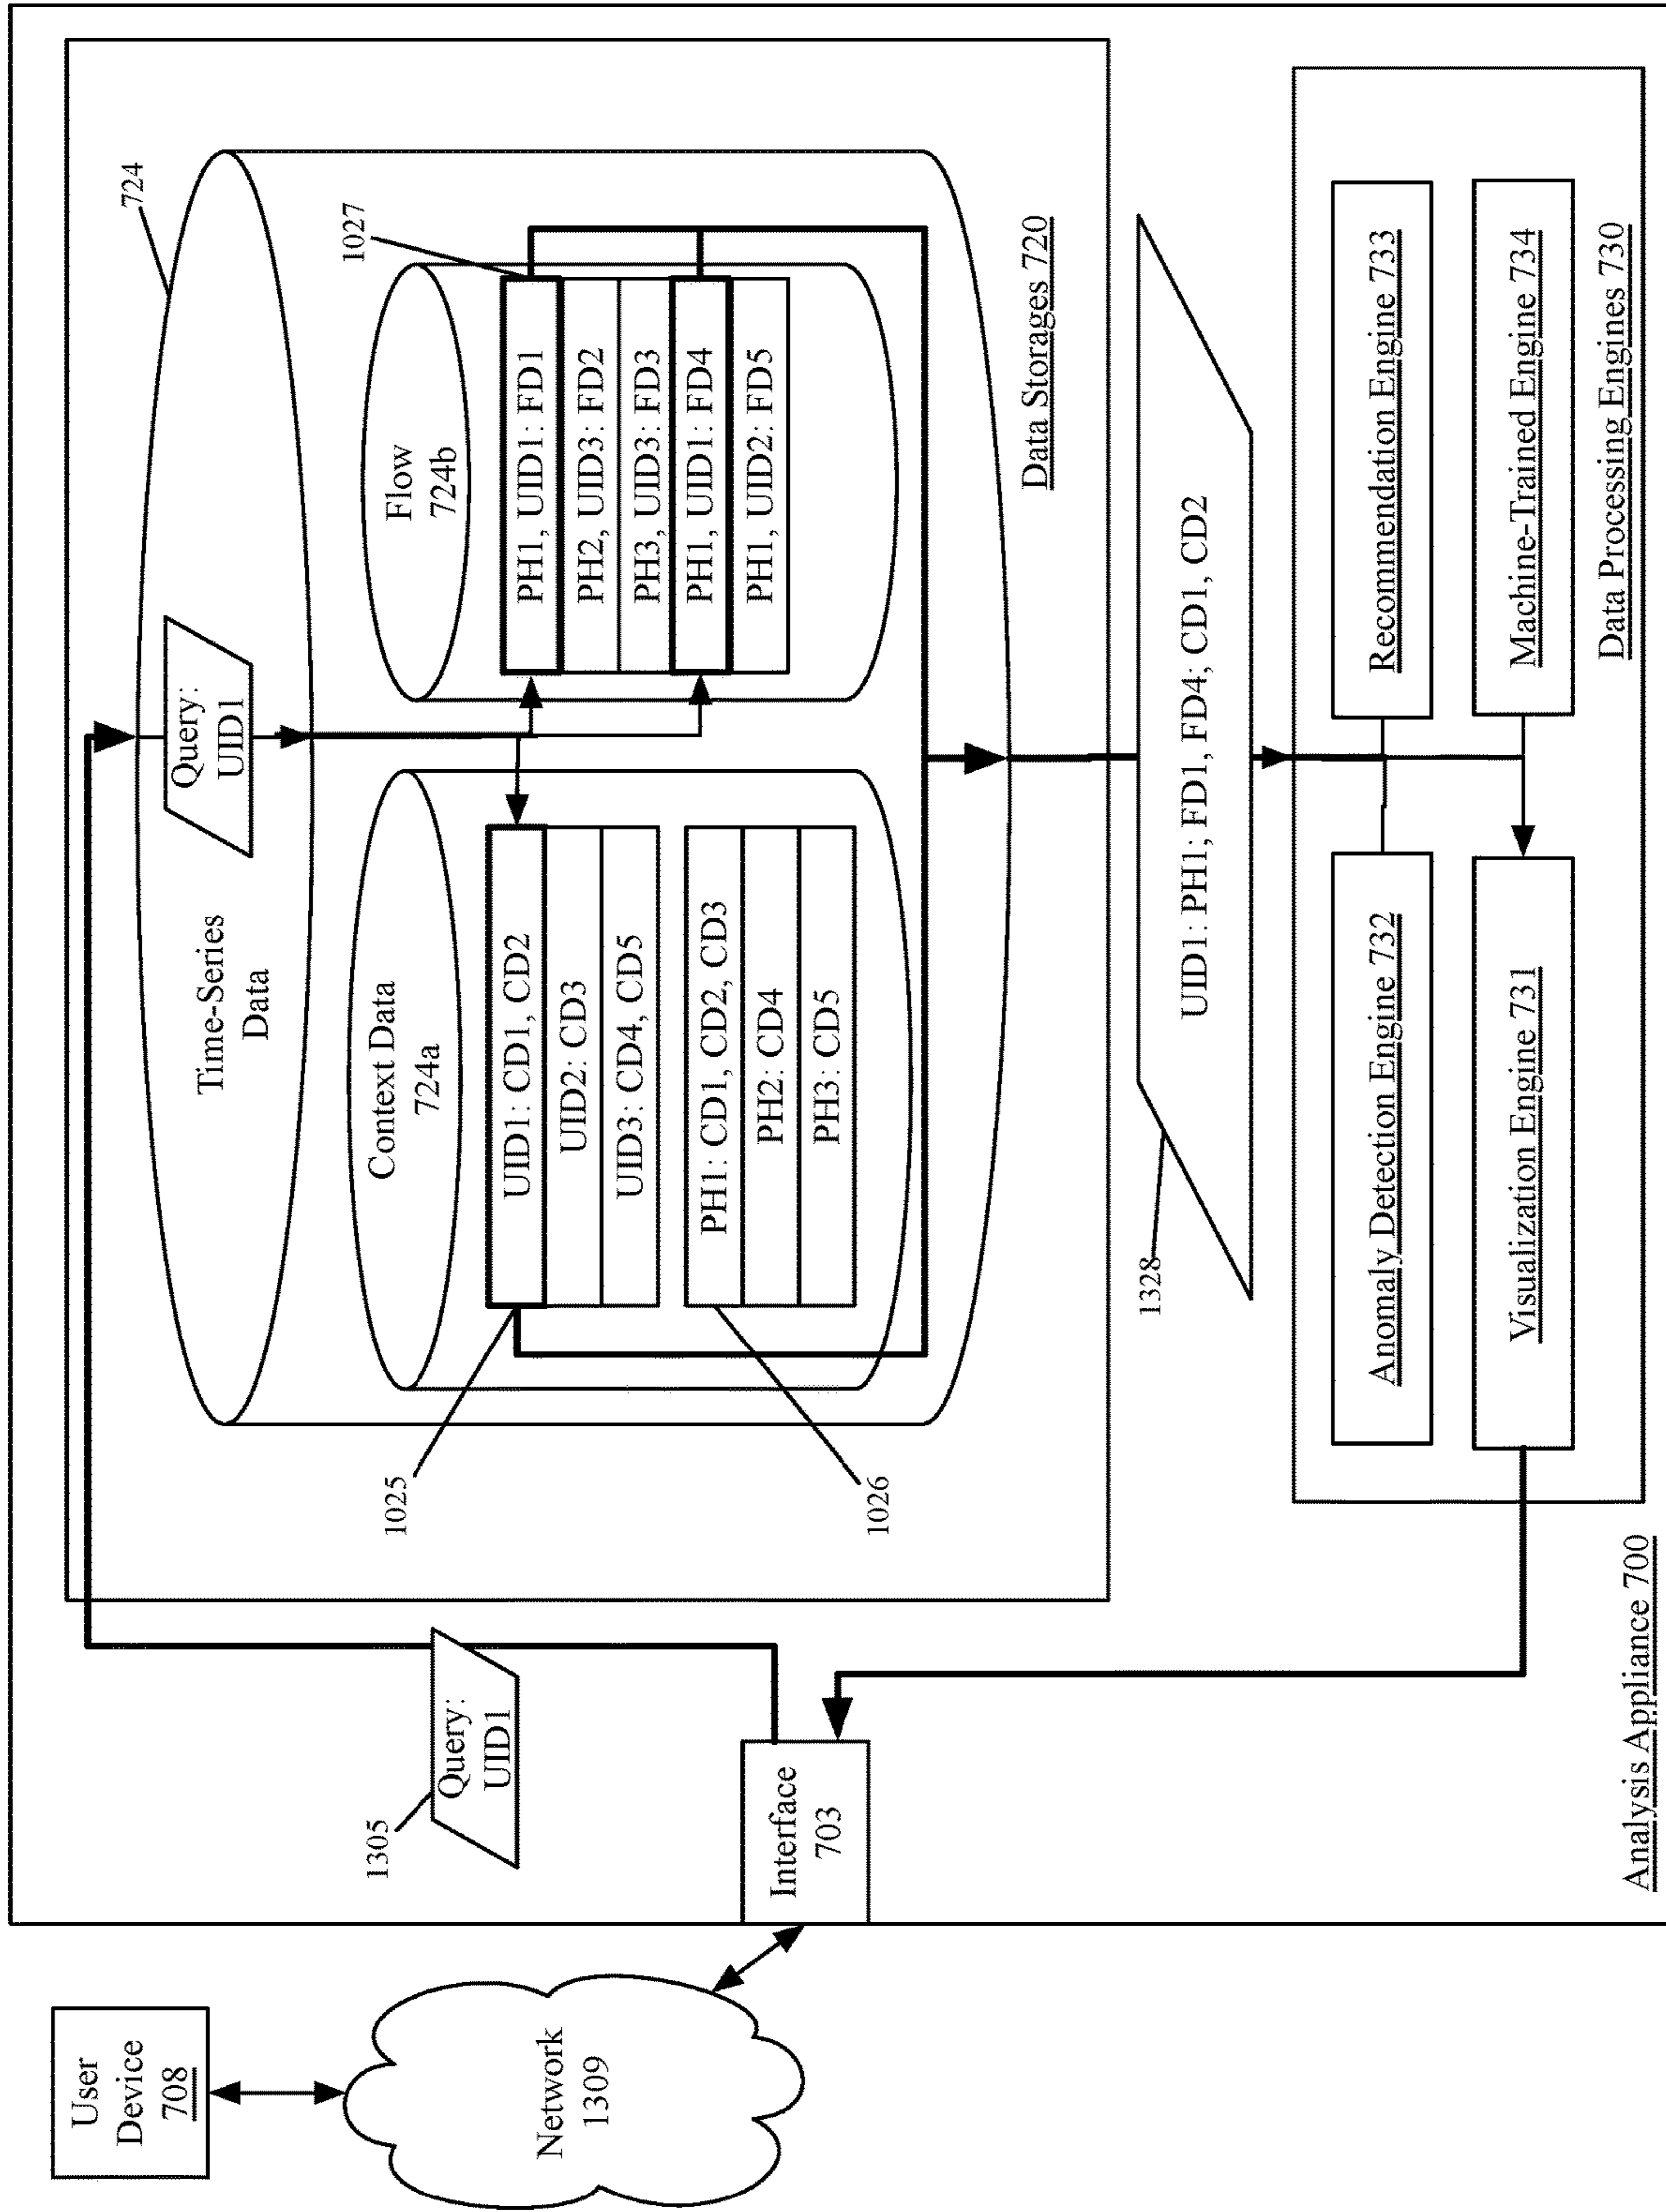 User
Device
708
Network
1309
Interface
703
1305
Query:
UID1
Analysis Appliance 700
724
Time-Series
Data
Query:
UID1
Context Data
724a
1025
UID1: CD1, CD2
UID2: CD3
UID3: CD4, CD5
1026
PH1: CD1, CD2, CD3
PH2: CD4
PH3: CD5
Flow
724b
1027
PH1, UID1: FD1
PH2, UID3: FD2
PH3, UID3: FD3
PH1, UID1: FD4
PH1, UID2: FD5
Data Storages 720
1328
UID1: PH1; FD1, FD4; CD1, CD2
Anomaly Detection Engine 732
Recommendation Engine 733
Visualization Engine 731
Machine-Trained Engine 734
Data Processing Engines 730